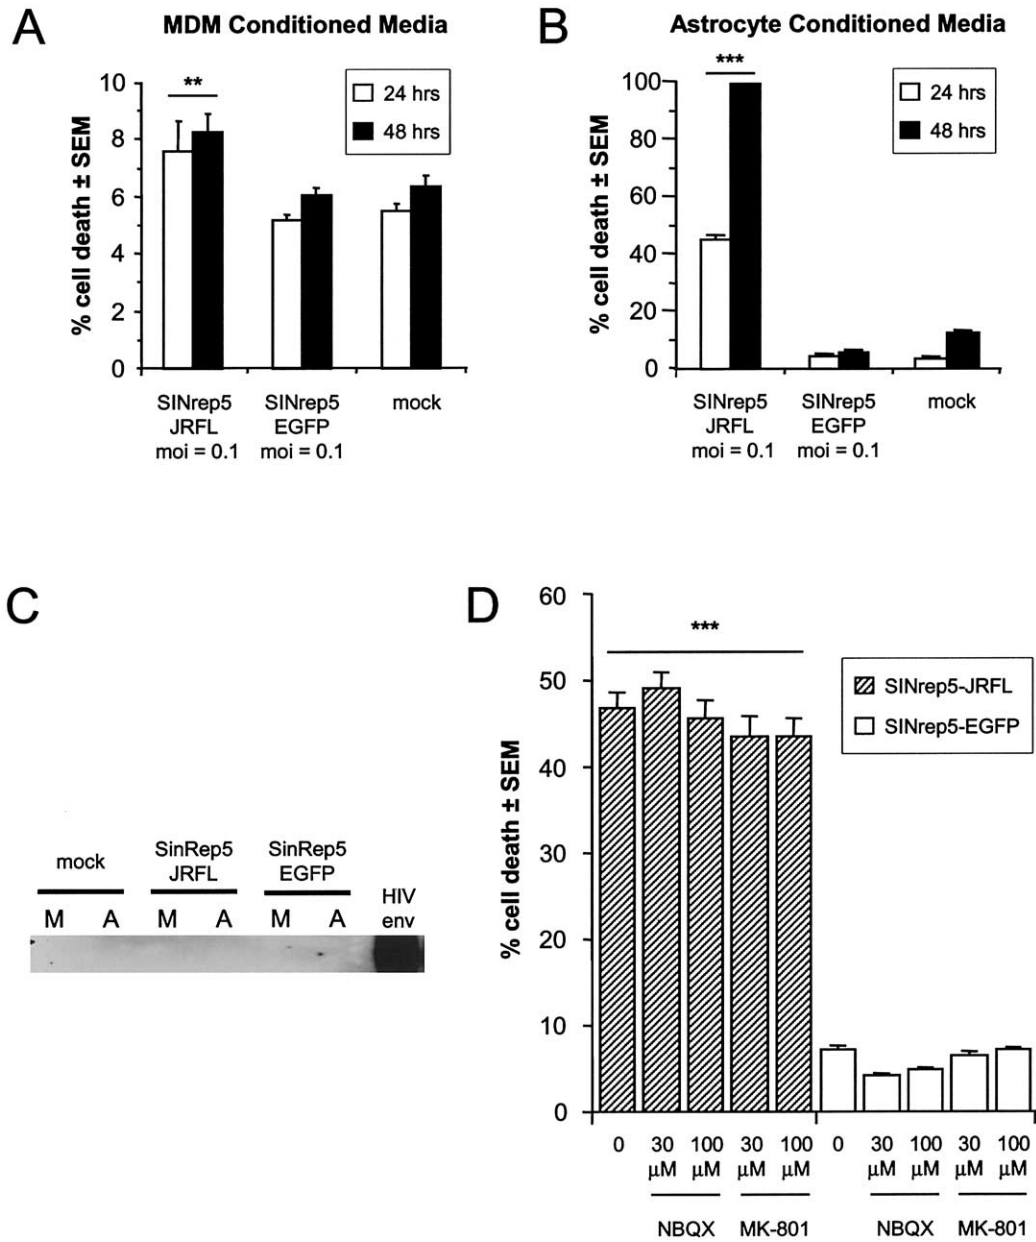 A
MDM Conditioned Media
% cell death ± SEM
10
8
6
4
2
0
**
24 hrs
48 hrs
SINrep5
JRFL
moi = 0.1
SINrep5
EGFP
moi = 0.1
mock
B
Astrocyte Conditioned Media
% cell death ± SEM
100
80
60
40
20
0
***
24 hrs
48 hrs
SINrep5
JRFL
moi = 0.1
SINrep5
EGFP
moi = 0.1
mock
C
mock
SinRep5
JRFL
SinRep5
EGFP
HIV
env
M A M A M A
D
% cell death ± SEM
60
50
40
30
20
10
0
***
SINrep5-JRFL
SINrep5-EGFP
0 30 100 30 100 0 30 100 30 100
μM μM μM μM μM μM μM μM
NBQX MK-801 NBQX MK-801